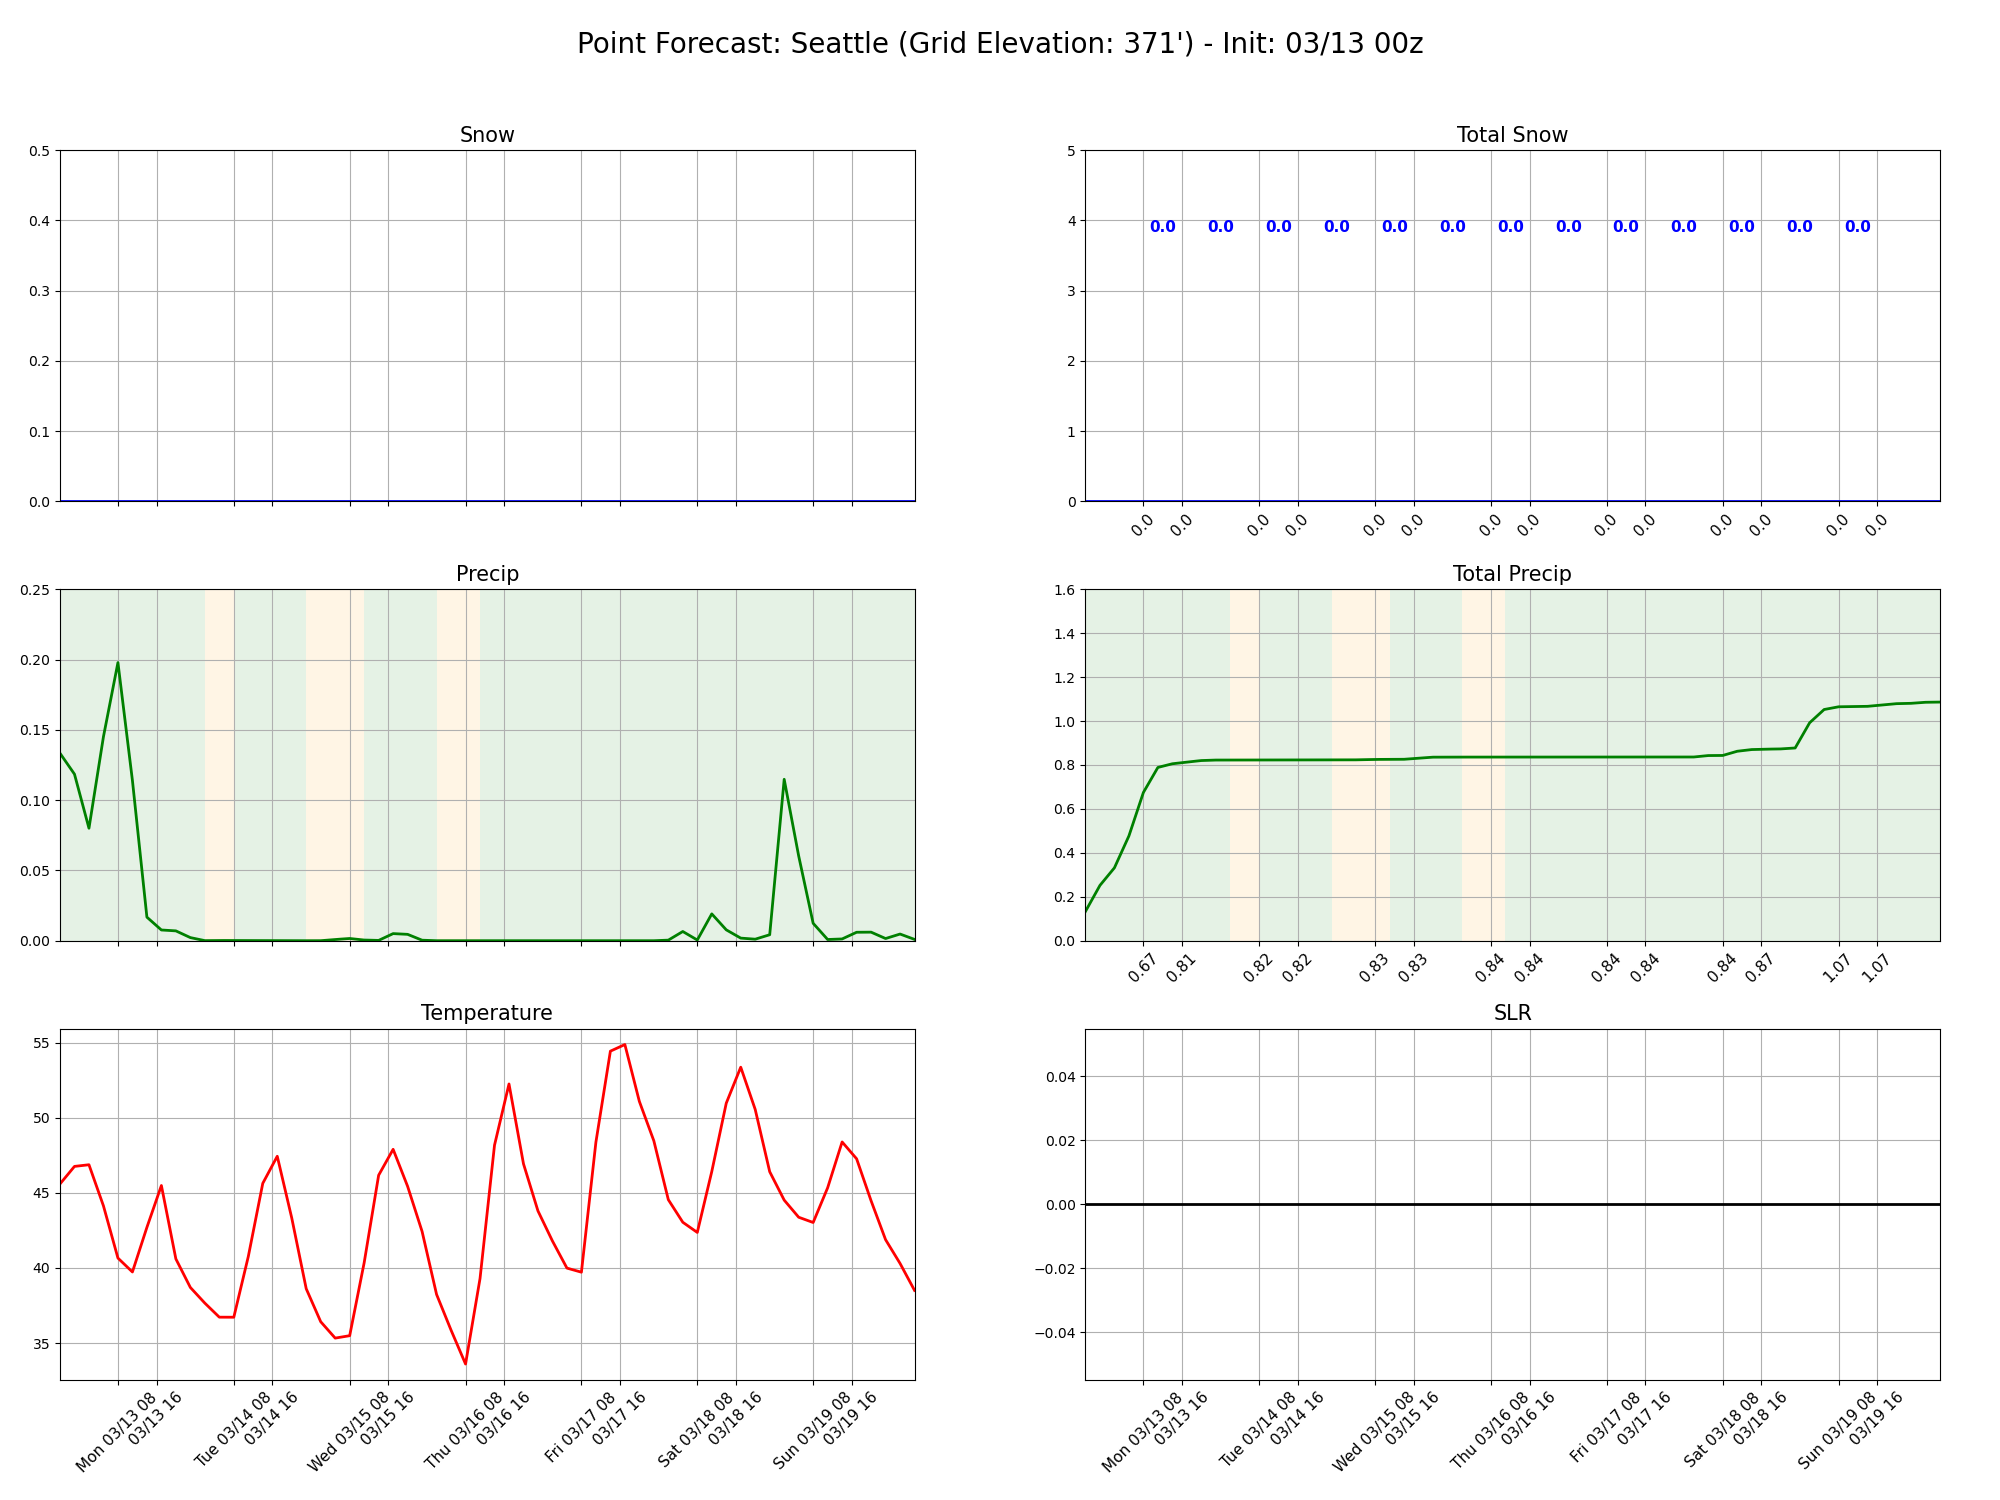 Point Forecast: Seattle (Grid Elevation: 371') - Init: 03/13 00z
Snow
0.5
0.4
0.3
0.2
0.1
0.0
Total Snow
5
4
3
2
1
0
0.0 0.0 0.0 0.0 0.0 0.0 0.0 0.0 0.0 0.0 0.0 0.0 0.0
0.0 0.0 0.0 0.0 0.0 0.0 0.0 0.0 0.0 0.0 0.0 0.0 0.0 0.0
Precip
0.25
0.20
0.15
0.10
0.05
0.00
Total Precip
1.6
1.4
1.2
1.0
0.8
0.6
0.4
0.2
0.0
0.67 0.81 0.82 0.82 0.83 0.83 0.84 0.84 0.84 0.84 0.84 0.87 1.07 1.07
Temperature
55
50
45
40
35
Mon 03/13 08
03/13 16
Tue 03/14 08
03/14 16
Wed 03/15 08
03/15 16
Thu 03/16 08
03/16 16
Fri 03/17 08
03/17 16
Sat 03/18 08
03/18 16
Sun 03/19 08
03/19 16
SLR
0.04
0.02
0.00
−0.02
−0.04
Mon 03/13 08
03/13 16
Tue 03/14 08
03/14 16
Wed 03/15 08
03/15 16
Thu 03/16 08
03/16 16
Fri 03/17 08
03/17 16
Sat 03/18 08
03/18 16
Sun 03/19 08
03/19 16